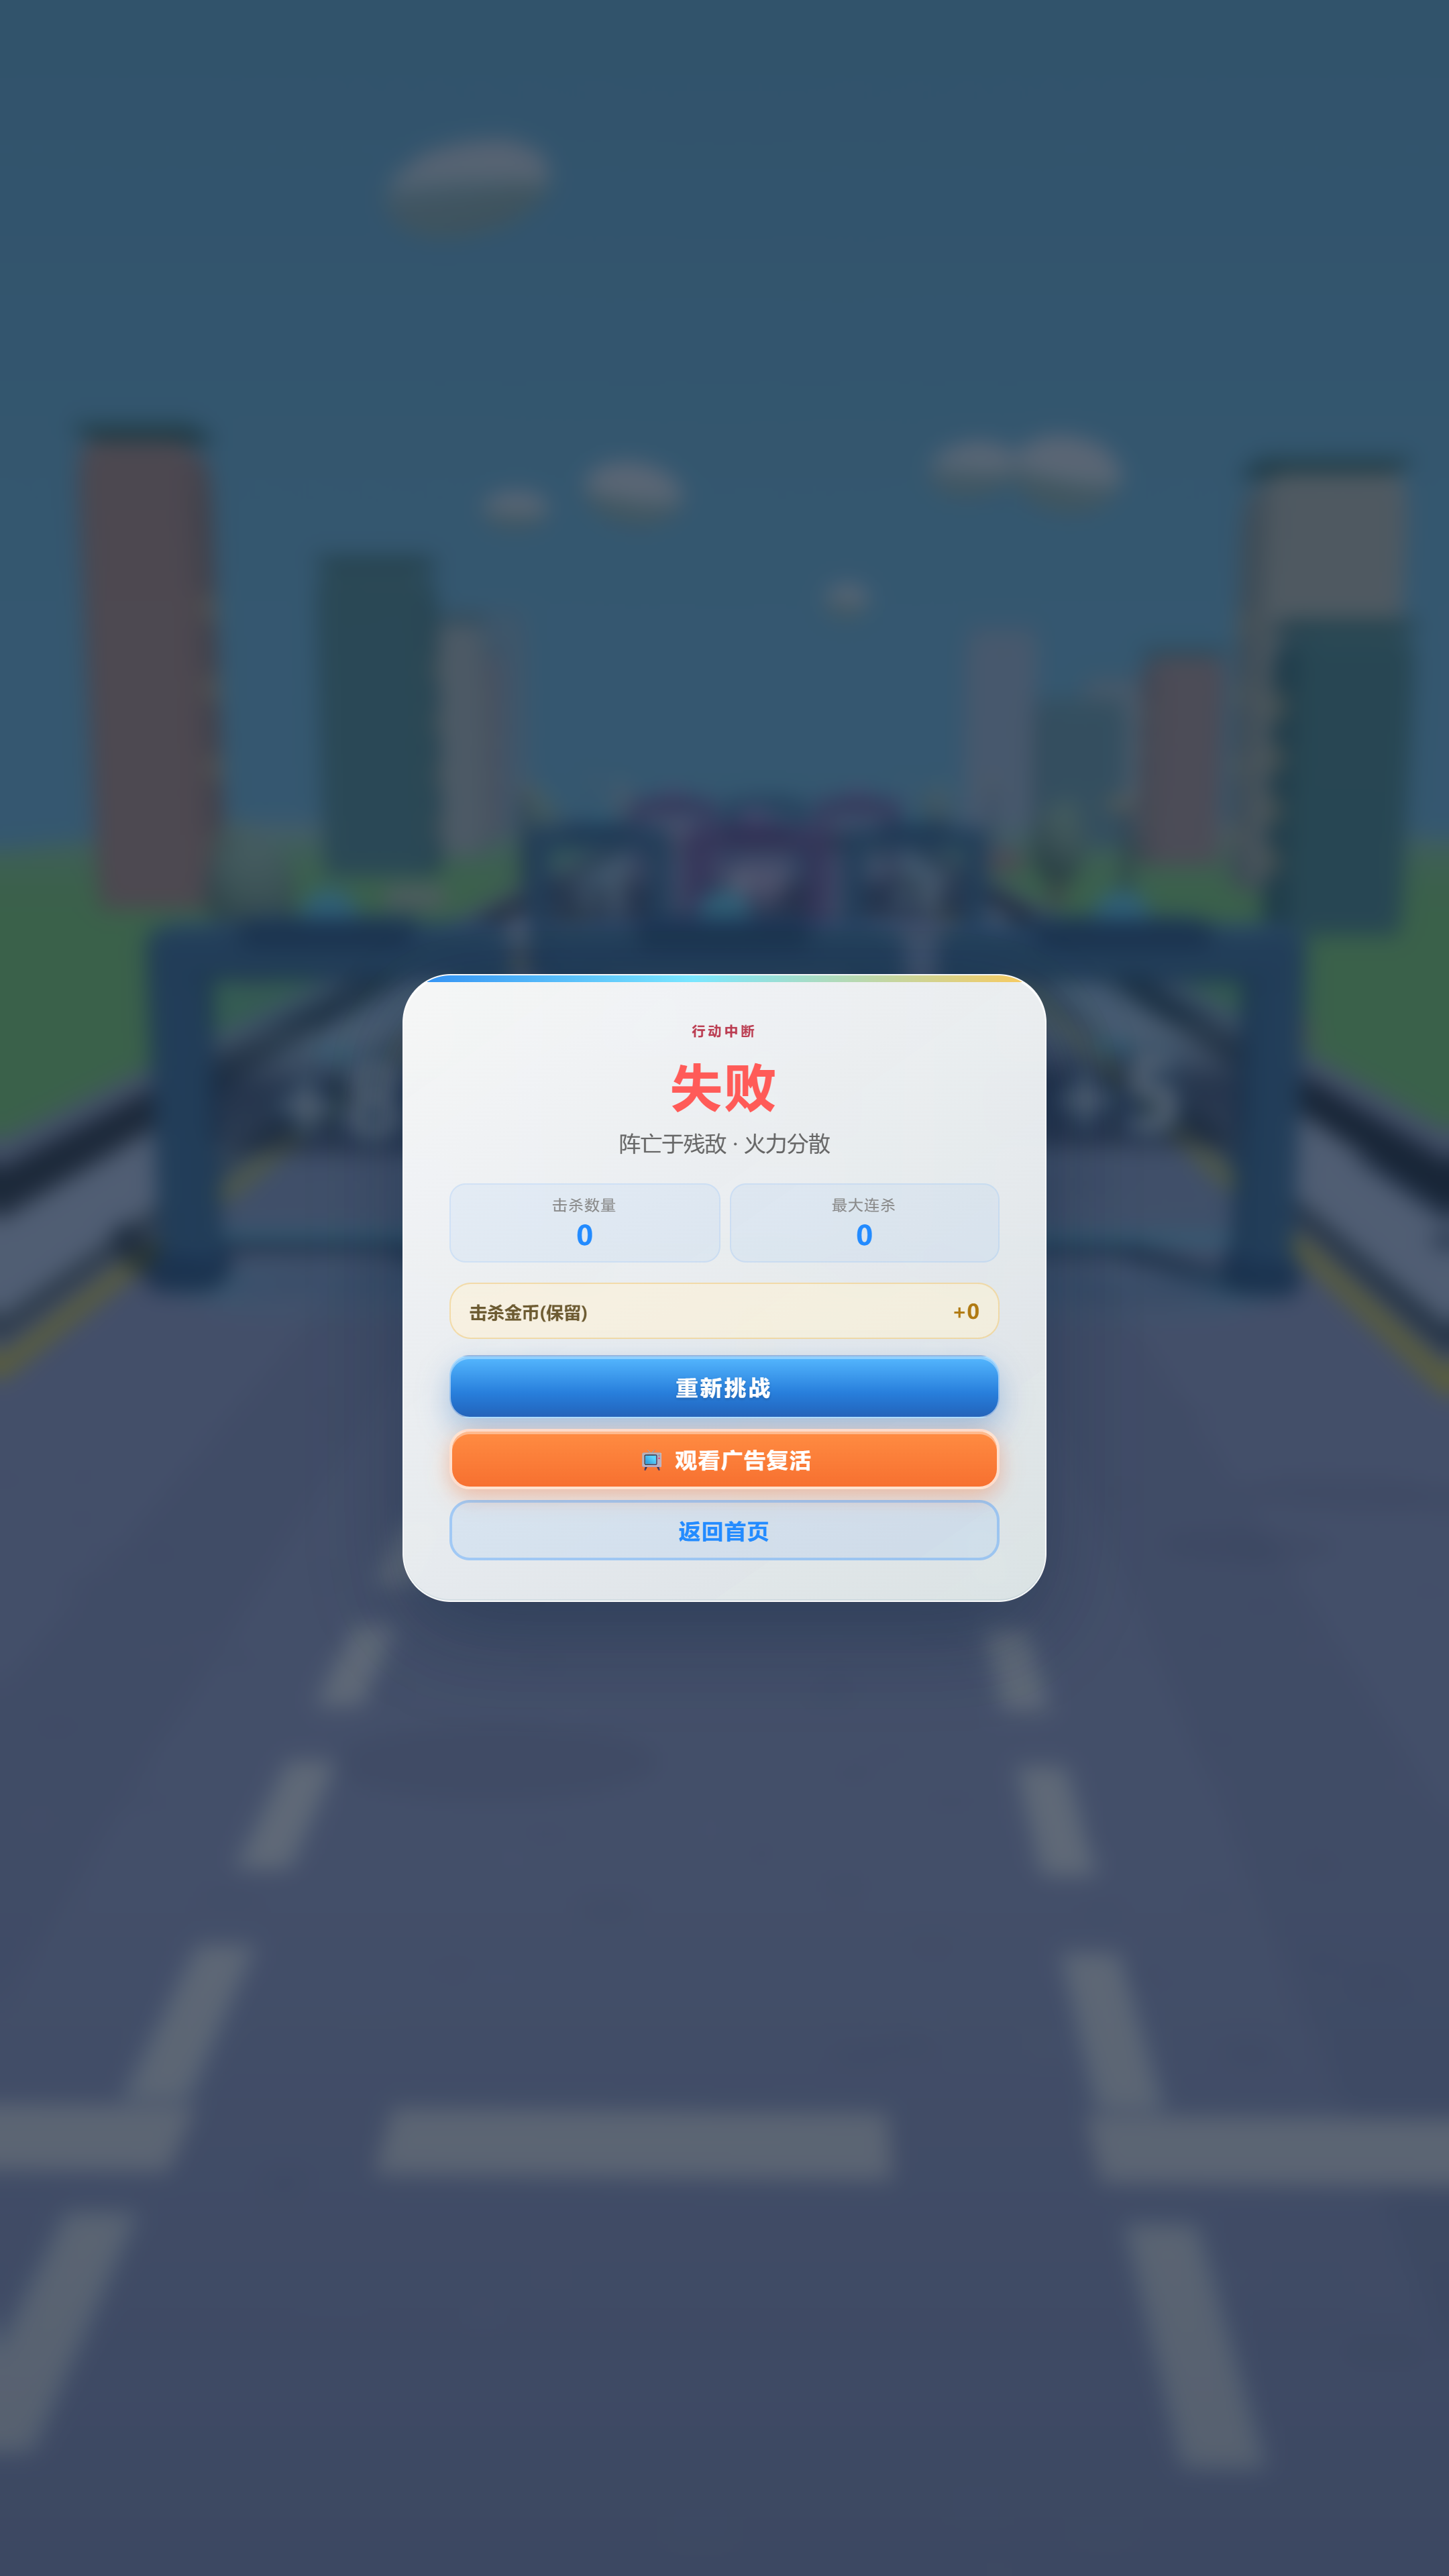 行动中断
失败
阵亡于残敌 · 火力分散
击杀数量
0
最大连杀
0
击杀金币(保留)
+0
重新挑战
观看广告复活
返回首页